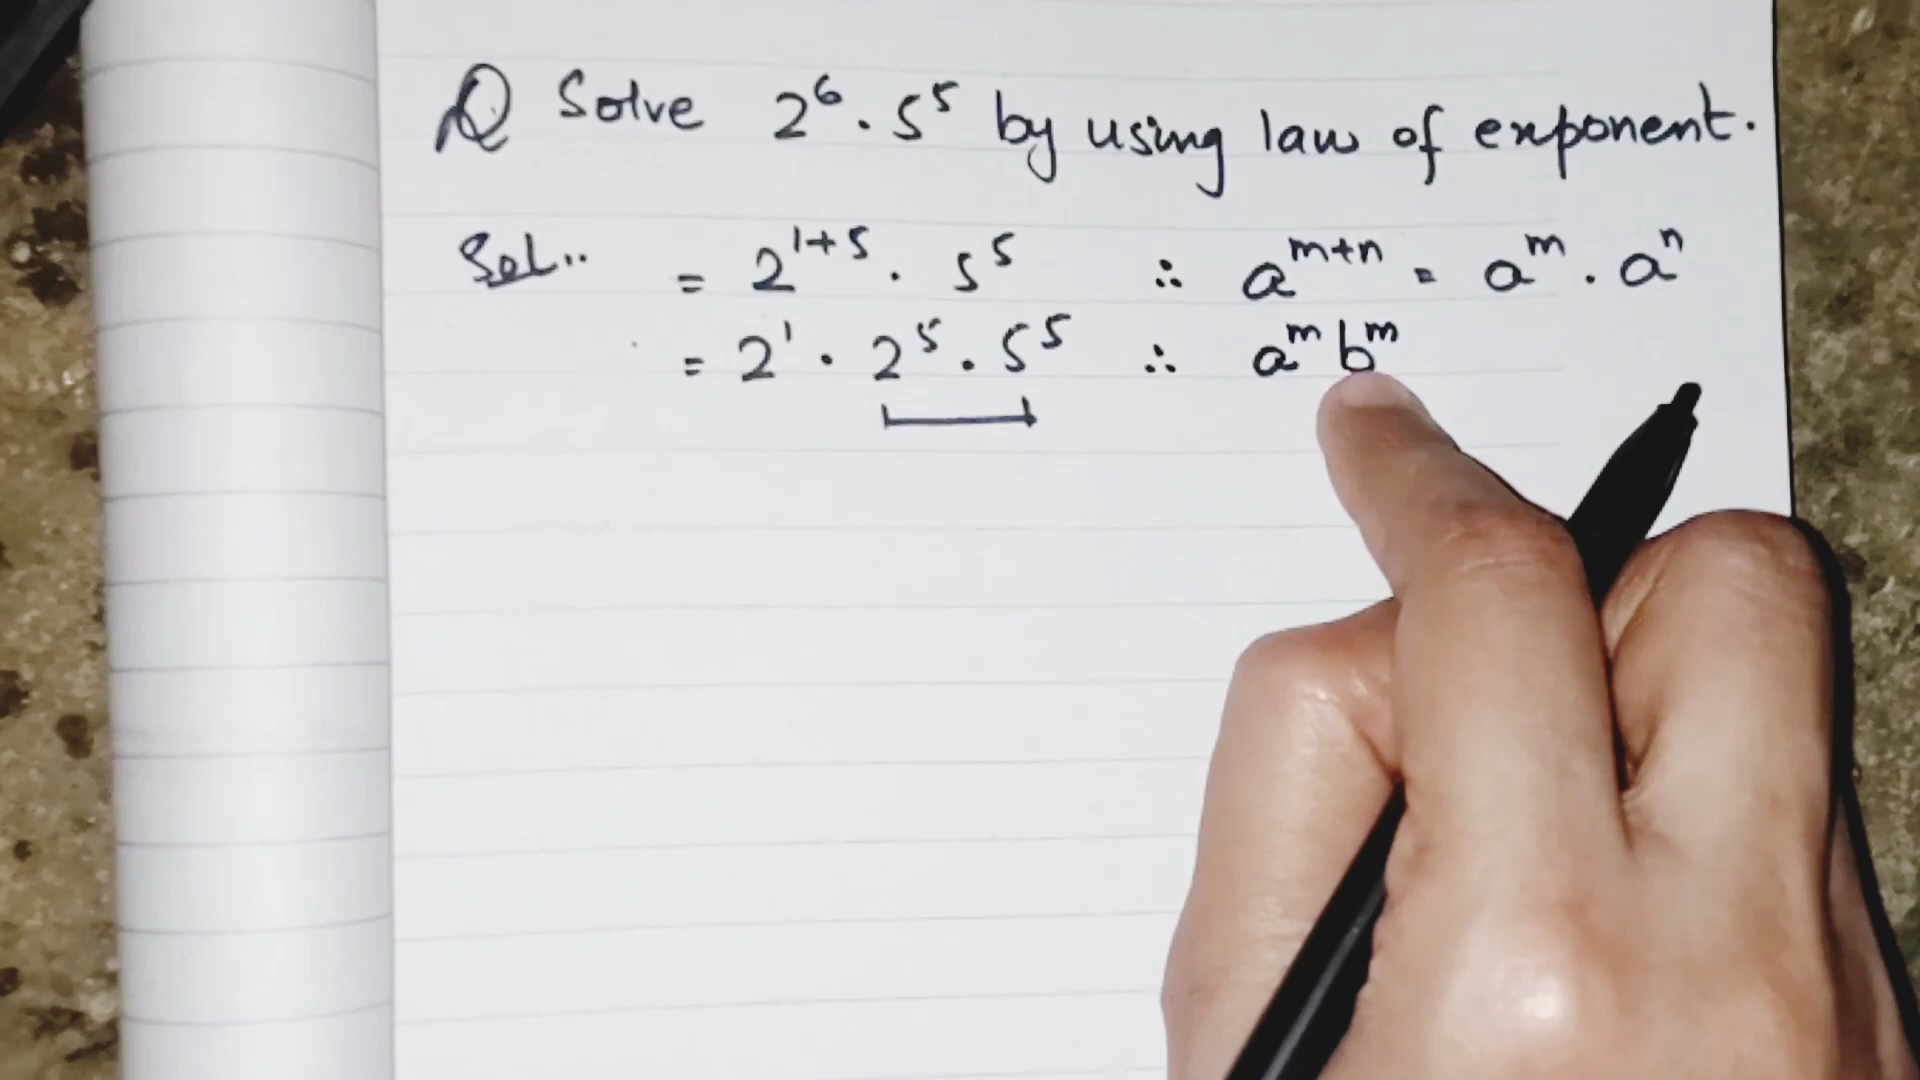 Q Solve 2⁶ . 5⁵ by using law of exponent.
Sol.. = 2¹⁺⁵ . 5⁵ ∴ aᵐ⁺ⁿ = aᵐ . aⁿ
= 2¹ . 2⁵ . 5⁵ ∴ aᵐ bᵐ